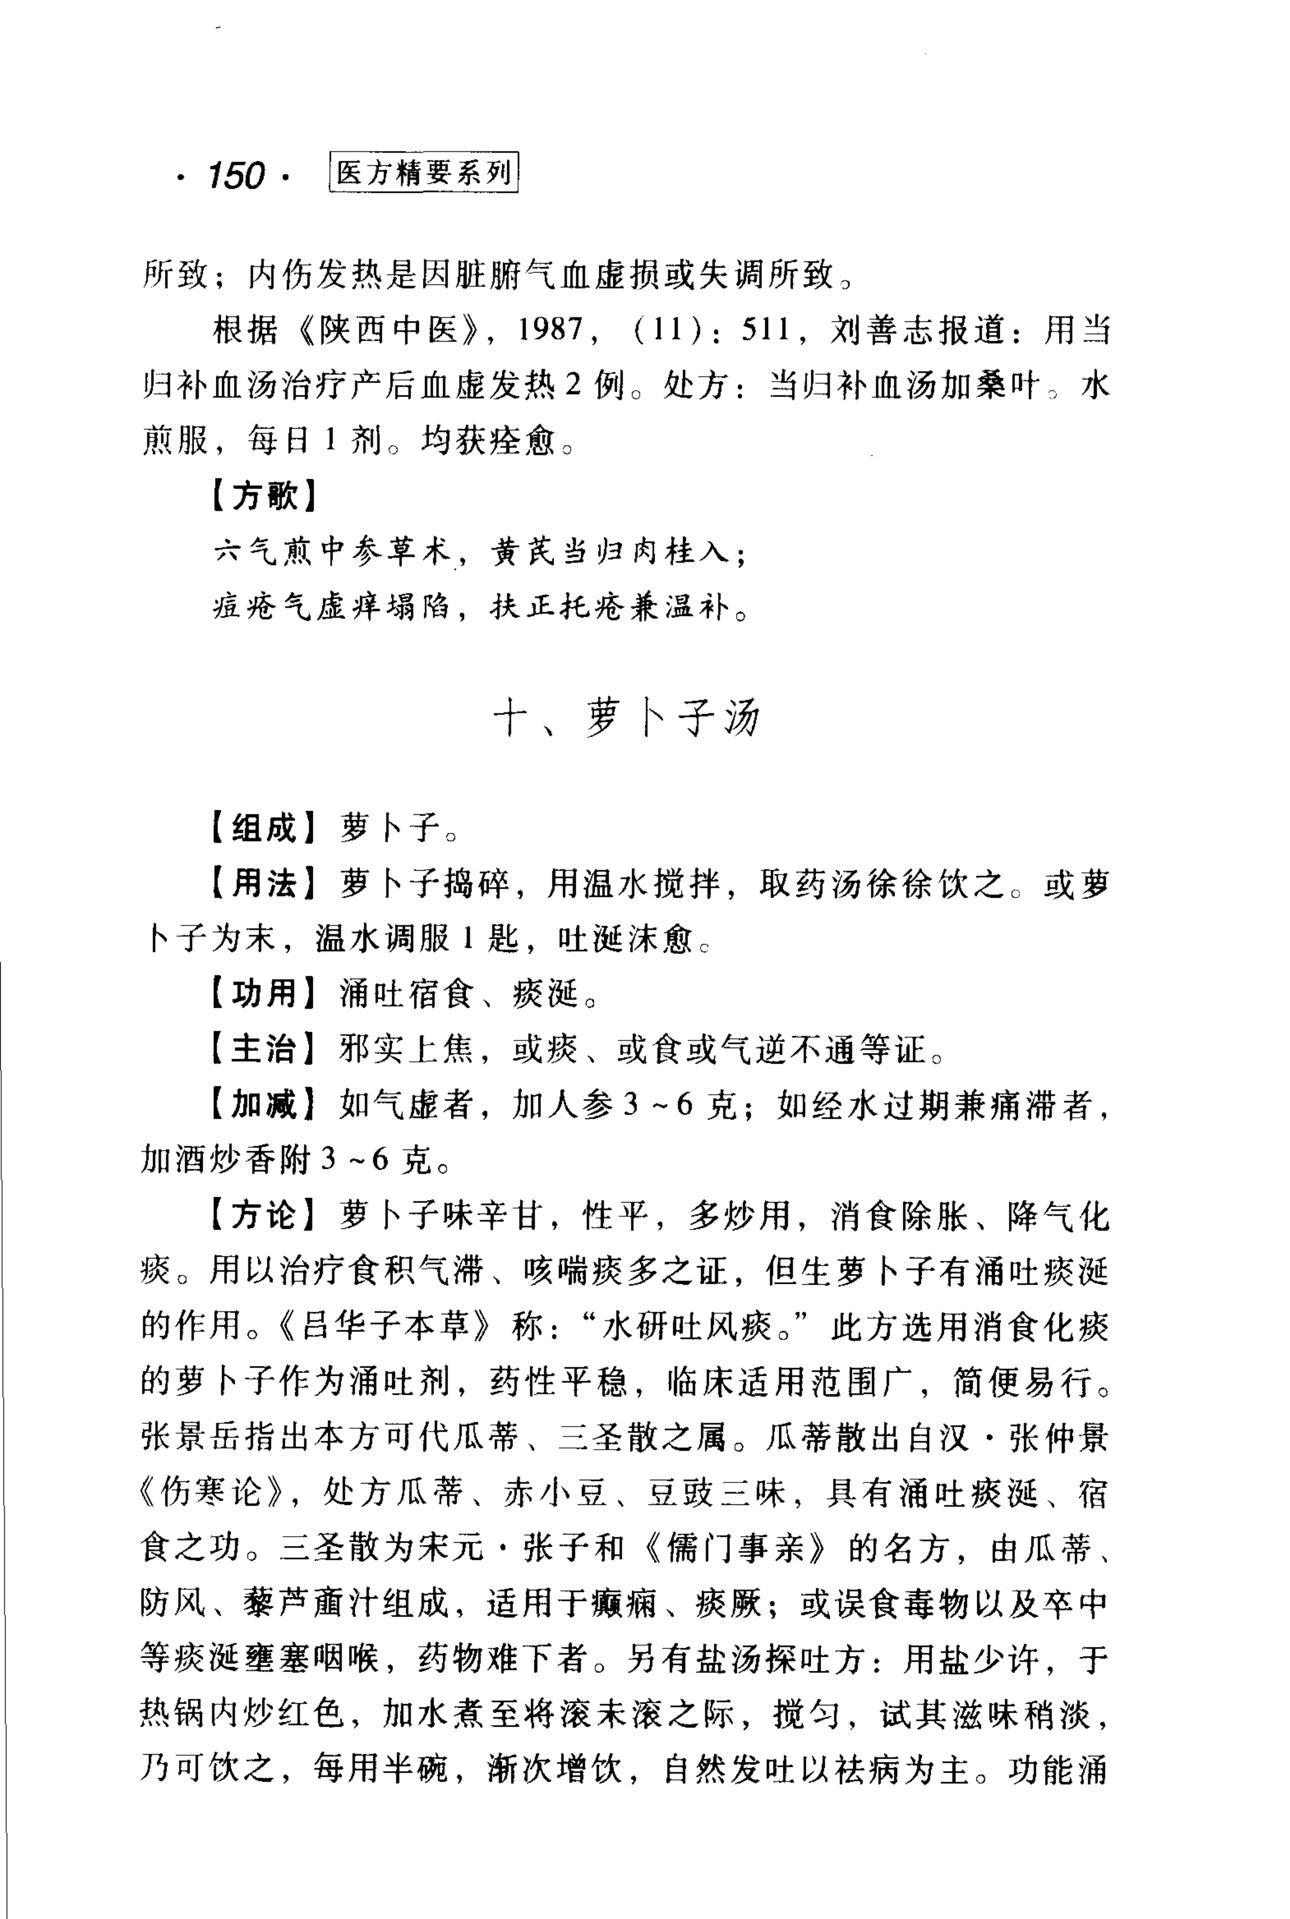 · 150 · 医方精要系列
所致；内伤发热是因脏腑气血虚损或失调所致。
根据《陕西中医》，1987，（11）：511，刘善志报道：用当
归补血汤治疗产后血虚发热2例。处方：当归补血汤加桑叶。水
煎服，每日1剂。均获痊愈。
【方歌】
六气煎中参草术，黄芪当归肉桂入；
痘疮气虚痒塌陷，扶正托疮兼温补。
十、萝卜子汤
【组成】萝卜子。
【用法】萝卜子捣碎，用温水搅拌，取药汤徐徐饮之。或萝
卜子为末，温水调服1匙，吐涎沫愈。
【功用】涌吐宿食、痰涎。
【主治】邪实上焦，或痰、或食或气逆不通等证。
【加减】如气虚者，加人参3～6克；如经水过期兼痛滞者，
加酒炒香附3～6克。
【方论】萝卜子味辛甘，性平，多炒用，消食除胀、降气化
痰。用以治疗食积气滞、咳喘痰多之证，但生萝卜子有涌吐痰涎
的作用。《吕华子本草》称：“水研吐风痰。”此方选用消食化痰
的萝卜子作为涌吐剂，药性平稳，临床适用范围广，简便易行。
张景岳指出本方可代瓜蒂、三圣散之属。瓜蒂散出自汉·张仲景
《伤寒论》，处方瓜蒂、赤小豆、豆豉三味，具有涌吐痰涎、宿
食之功。三圣散为宋元·张子和《儒门事亲》的名方，由瓜蒂、
防风、藜芦齑汁组成，适用于癫痫、痰厥；或误食毒物以及卒中
等痰涎壅塞咽喉，药物难下者。另有盐汤探吐方：用盐少许，于
热锅内炒红色，加水煮至将滚未滚之际，搅匀，试其滋味稍淡，
乃可饮之，每用半碗，渐次增饮，自然发吐以祛病为主。功能涌